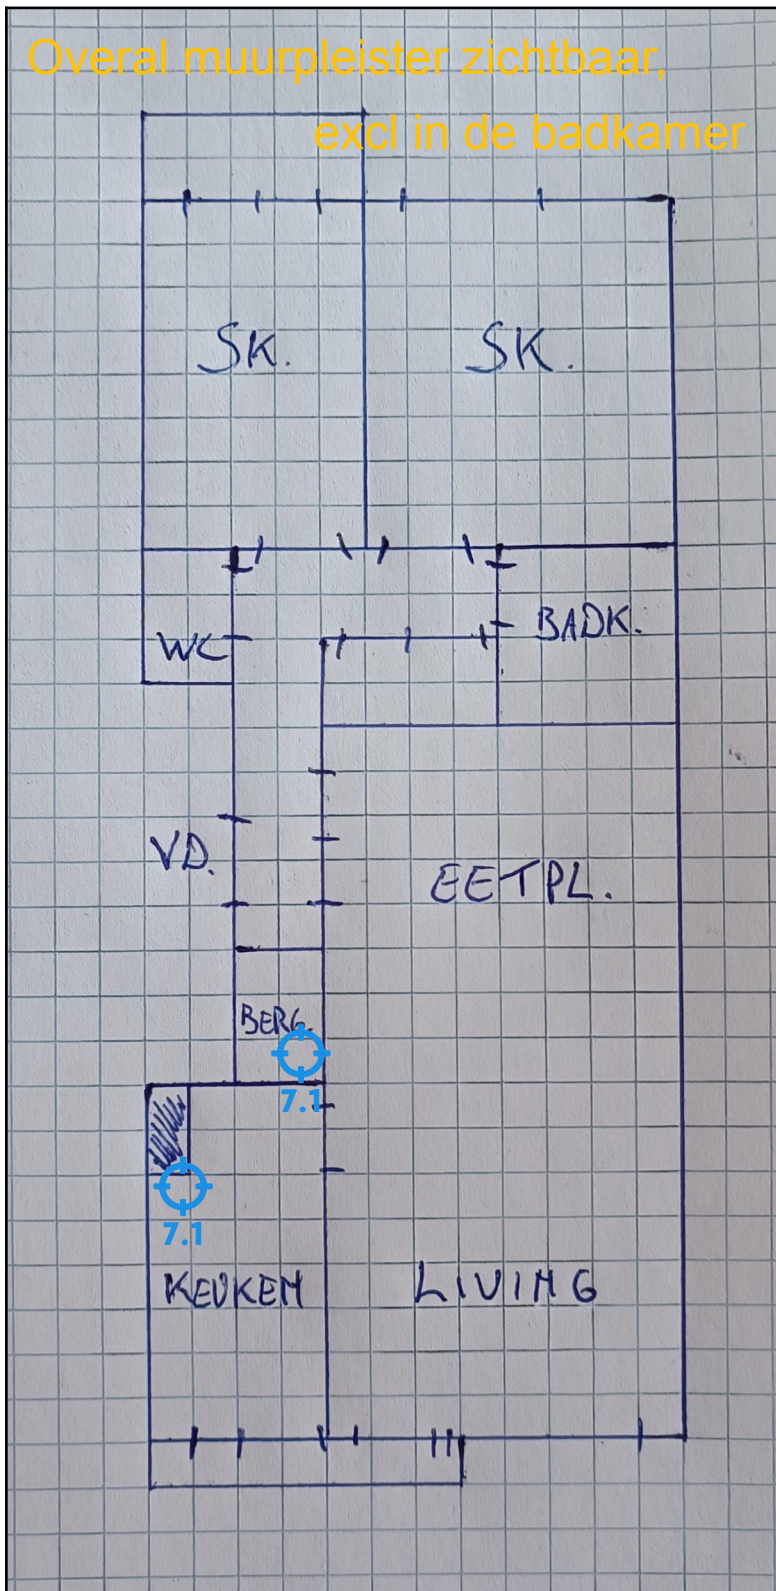 Overal muurpleister zichtbaar,
excl in de badkamer
SK.
SK.
WC
BADK.
VD.
EETPL.
BERG.
7.1
7.1
KEUKEN
LIVING